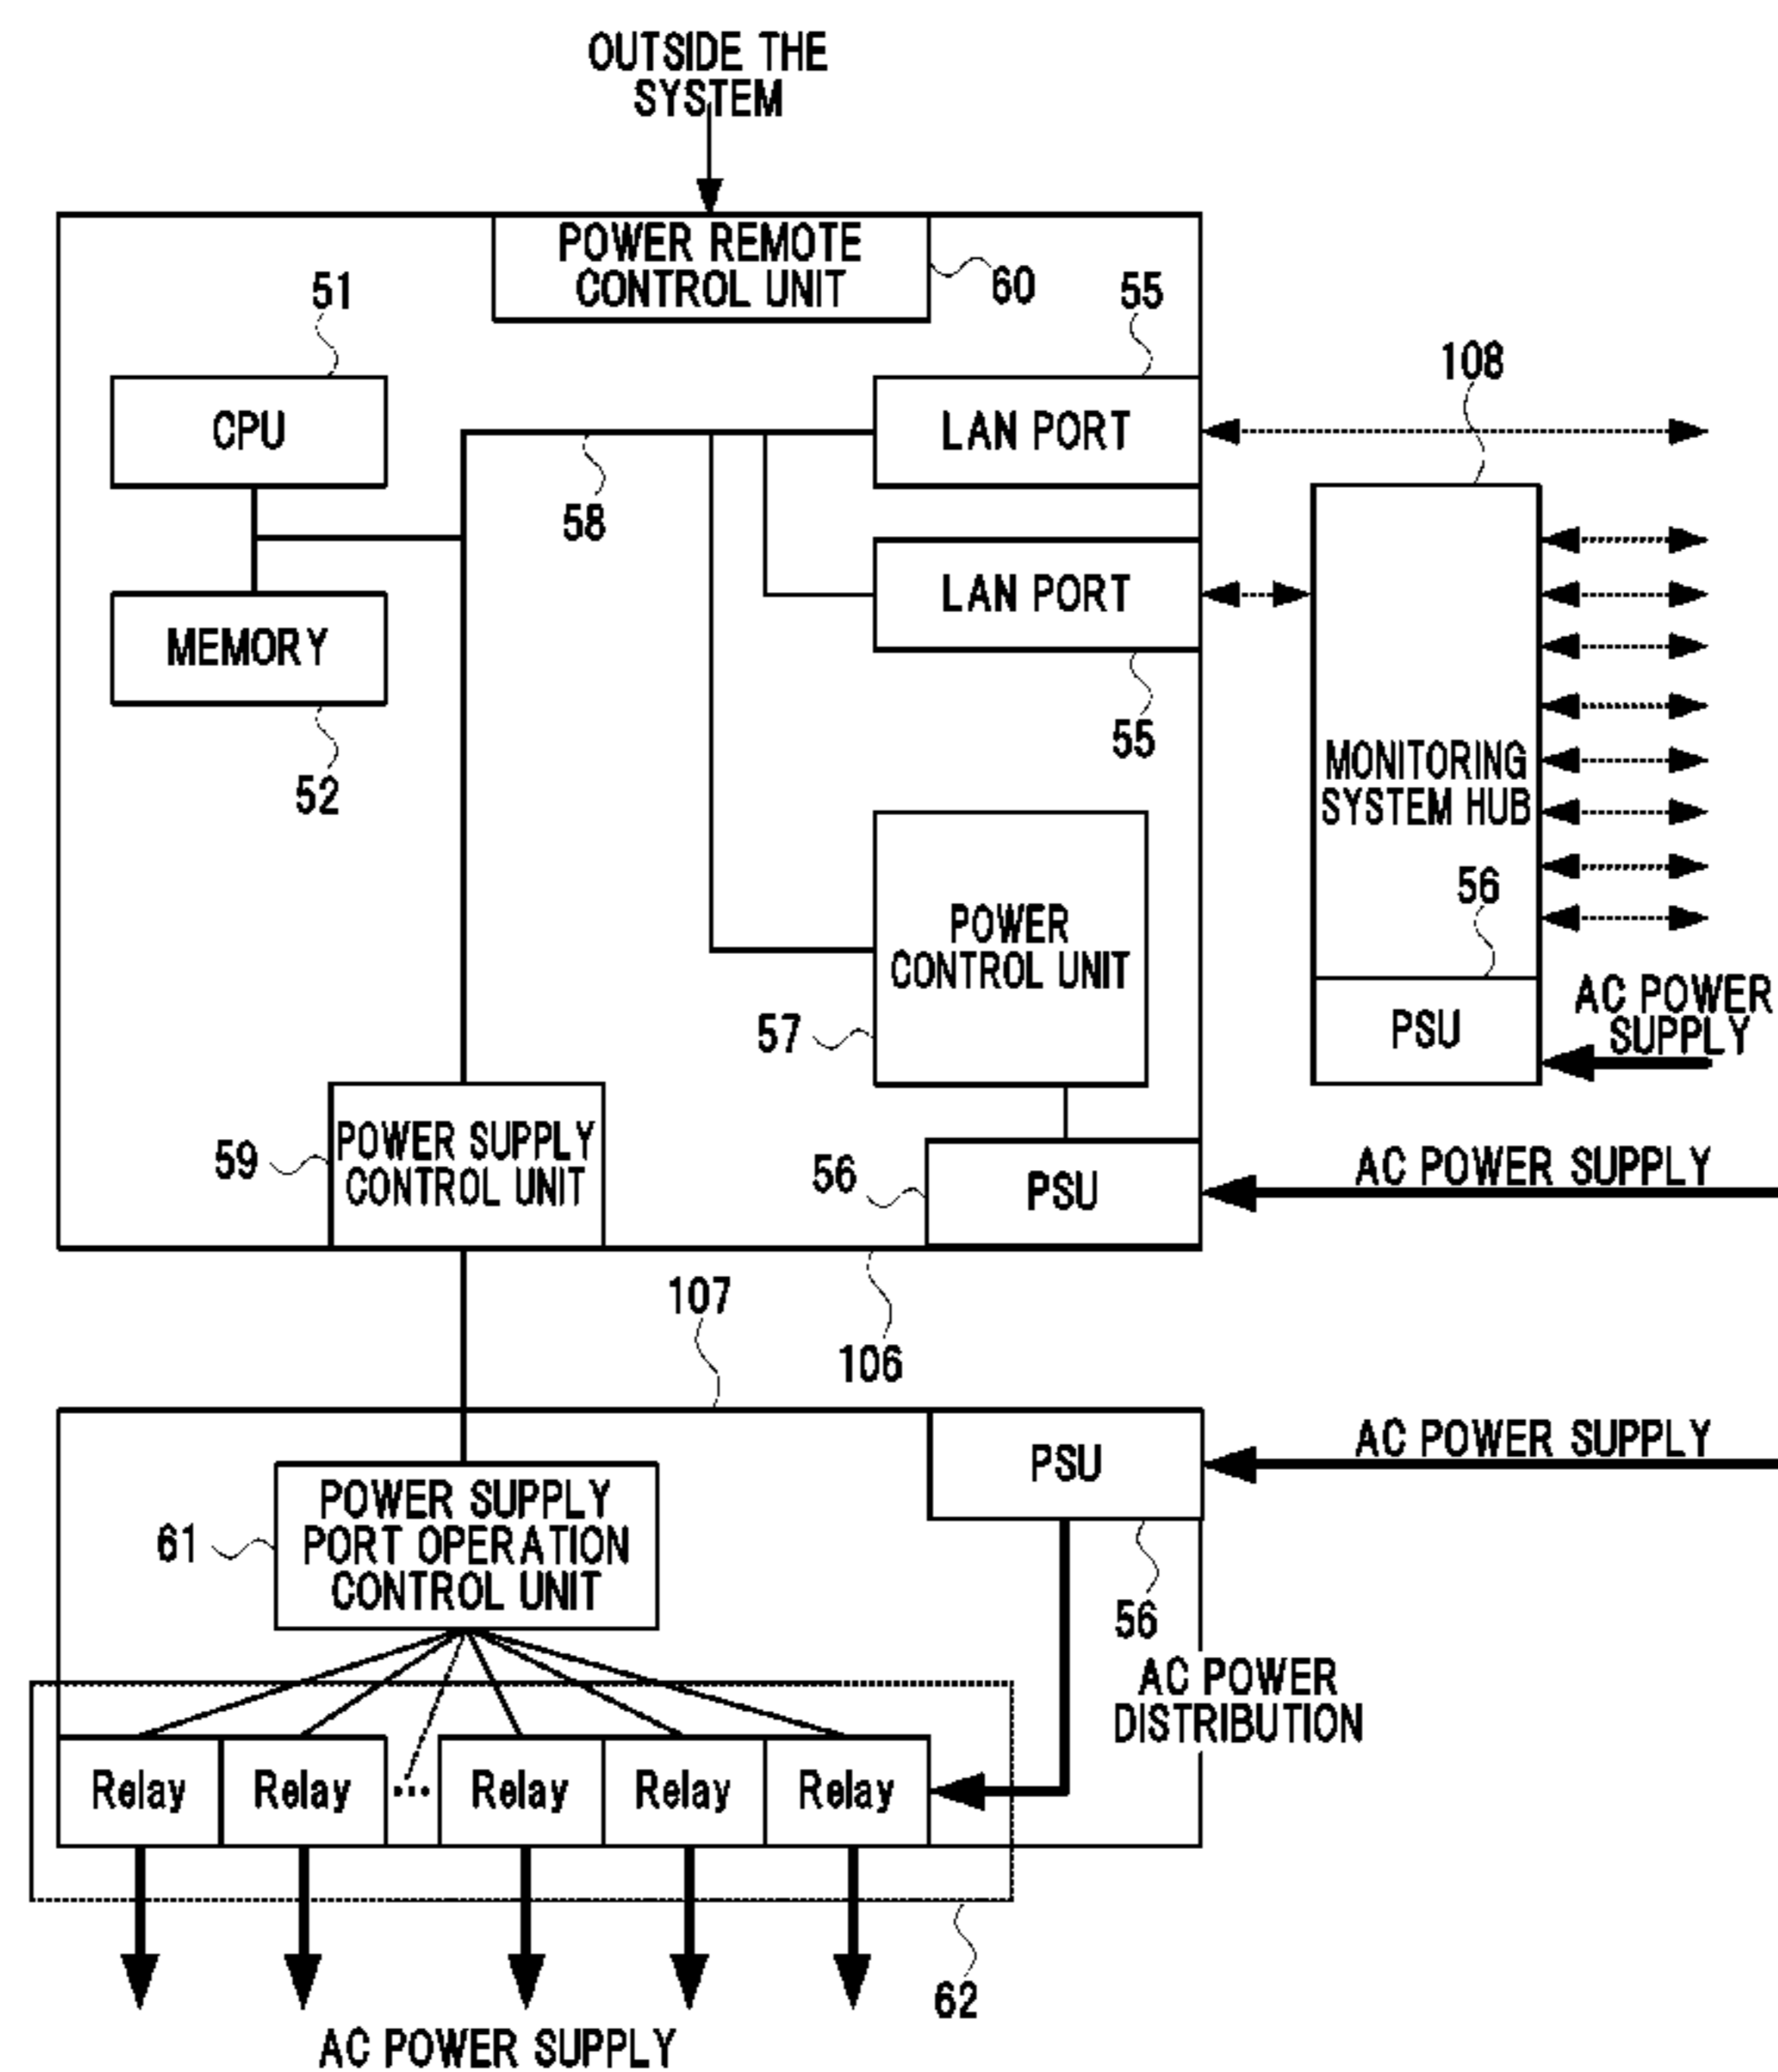 OUTSIDE THE
SYSTEM
POWER REMOTE
CONTROL UNIT
60
51
55
108
CPU
LAN PORT
58
LAN PORT
MEMORY
55
52
MONITORING
SYSTEM HUB
56
POWER
CONTROL UNIT
57
PSU
AC POWER
SUPPLY
59
POWER SUPPLY
CONTROL UNIT
56
PSU
AC POWER SUPPLY
107
106
PSU
AC POWER SUPPLY
61
POWER SUPPLY
PORT OPERATION
CONTROL UNIT
56
AC POWER
DISTRIBUTION
Relay
Relay
...
Relay
Relay
Relay
62
AC POWER SUPPLY